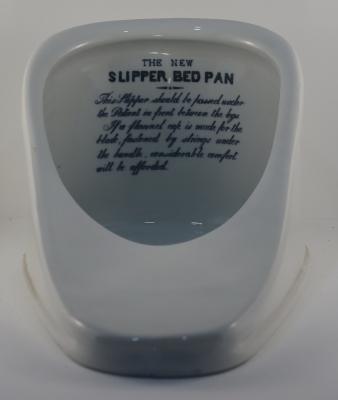 THE NEW
SLIPPER BED PAN
This Slipper should be passed under
the Patient in front between the legs
If a flannel cap is made for the
blade, fastened by strings under
the handle, considerable comfort
will be afforded.